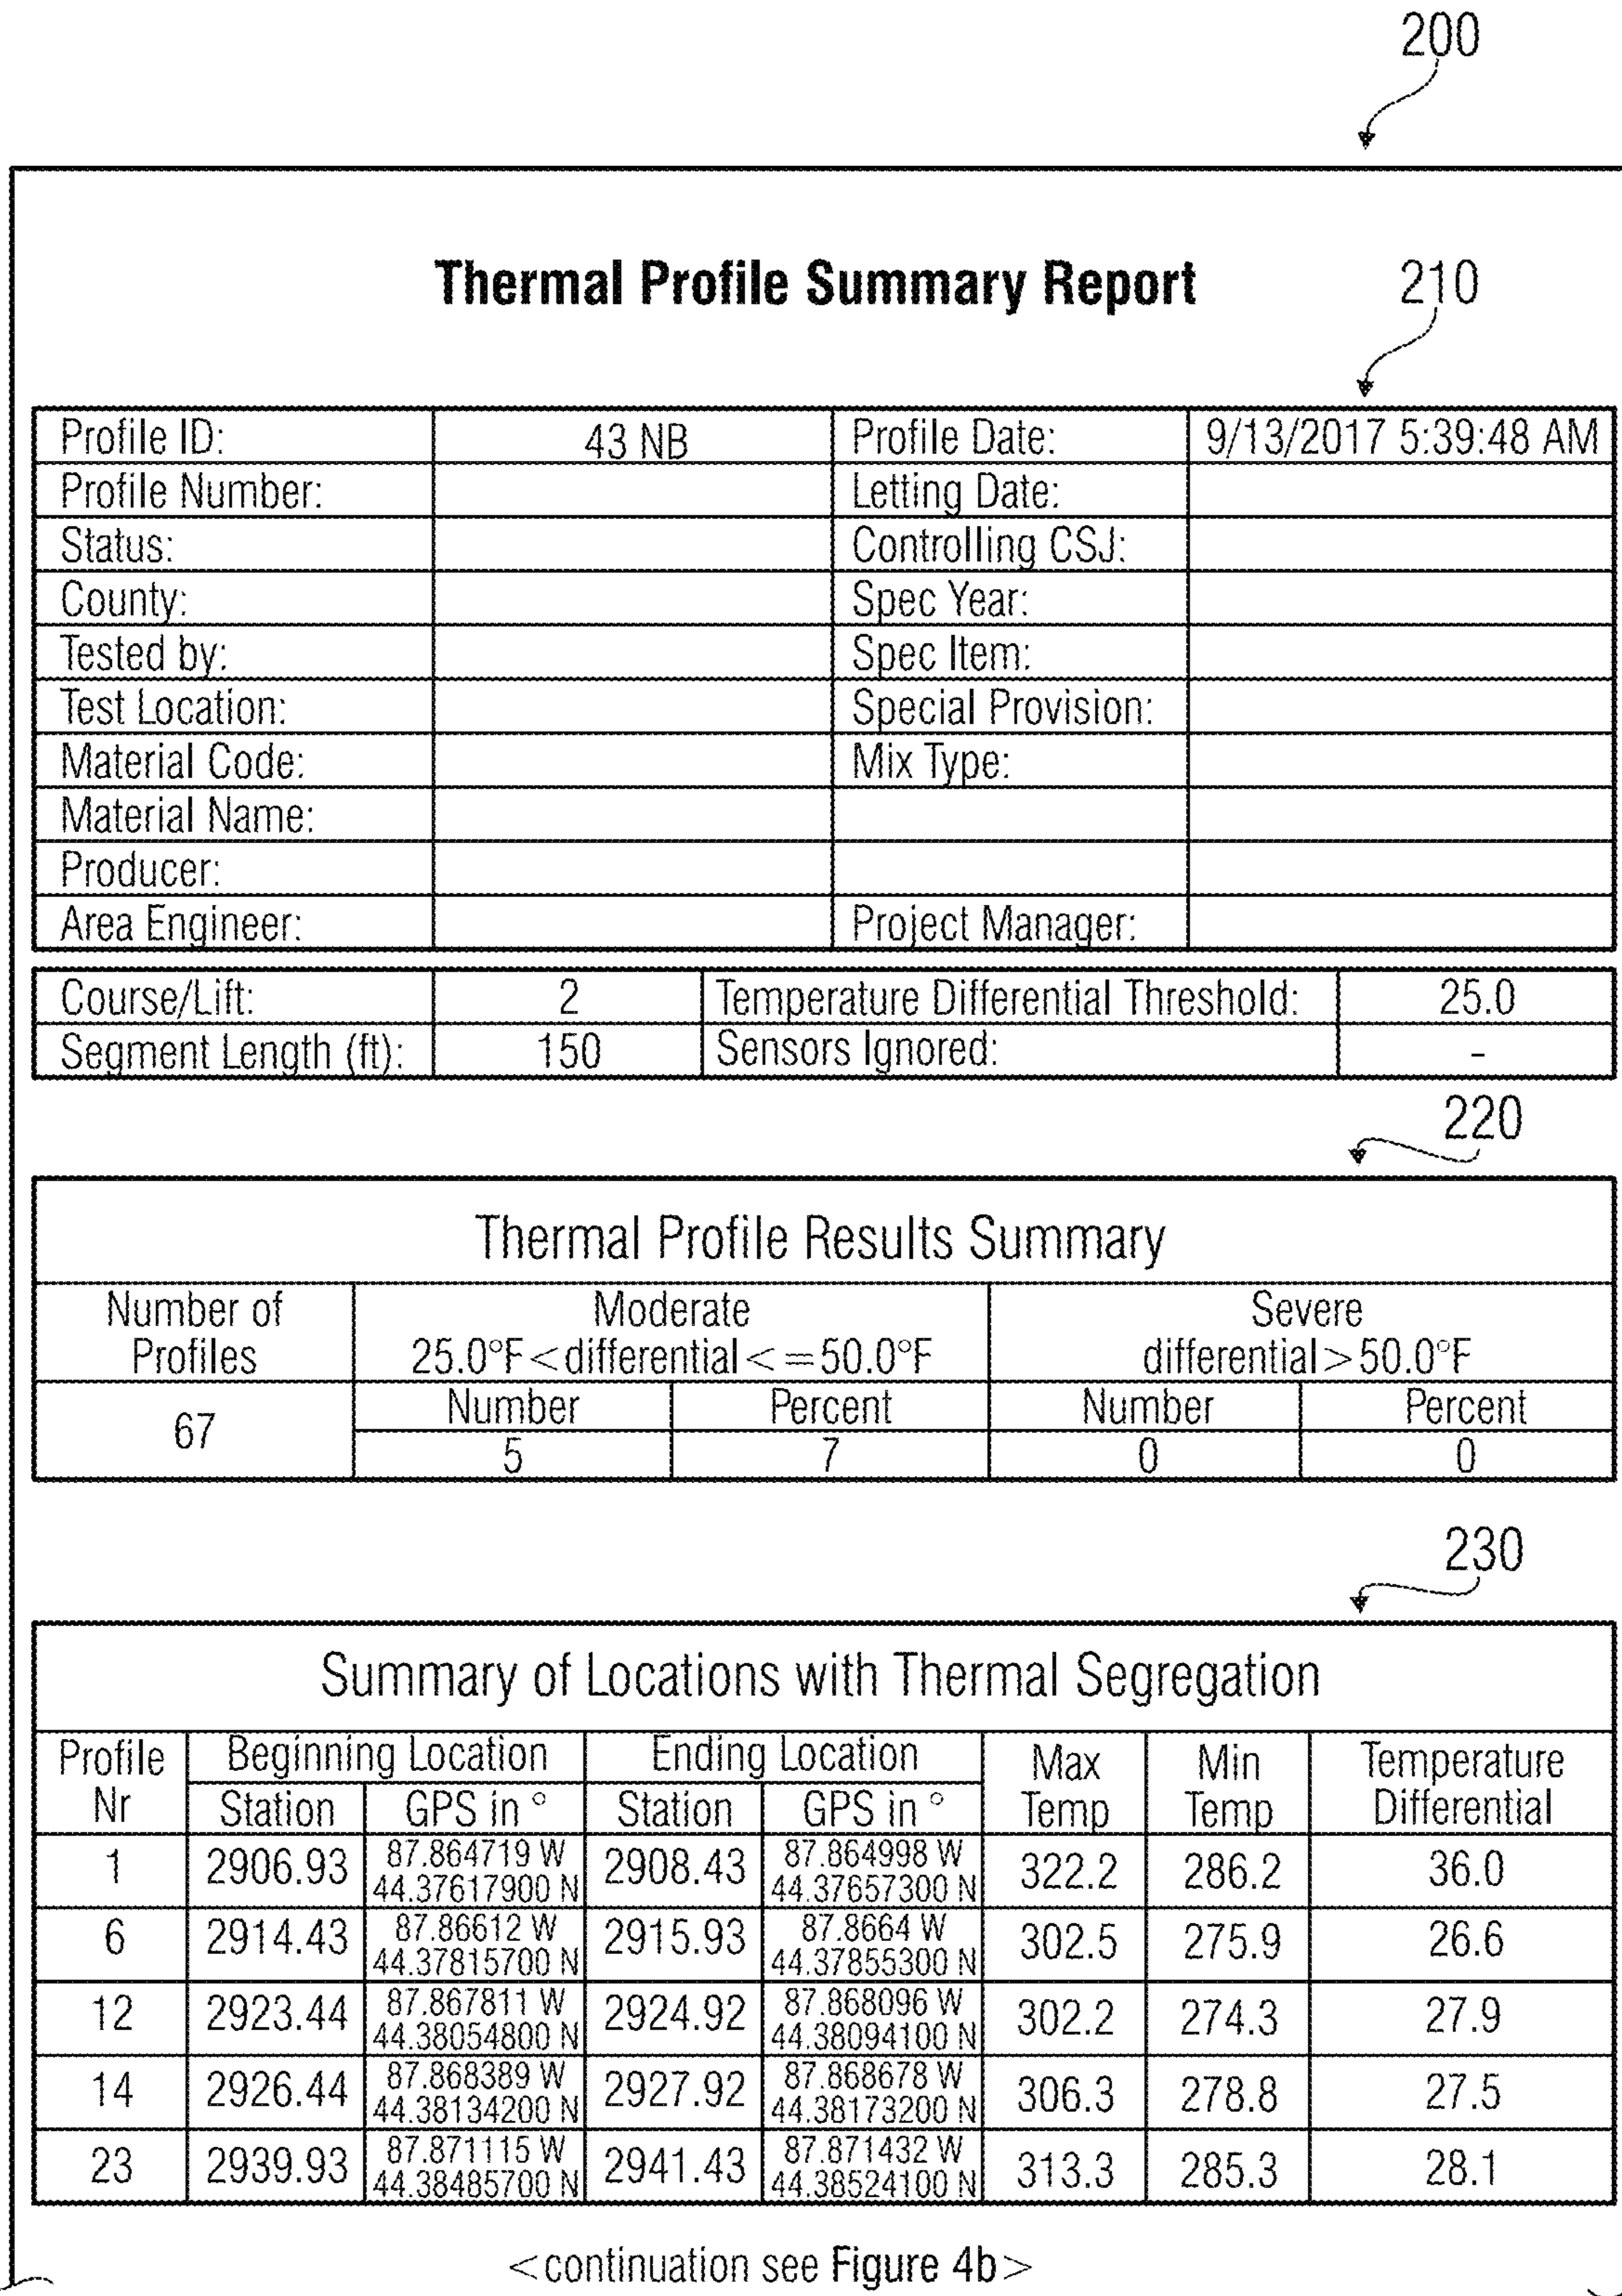 200
Thermal Profile Summary Report
210
Profile ID: 43 NB Profile Date: 9/13/2017 5:39:48 AM
Profile Number: Letting Date:
Status: Controlling CSJ:
County: Spec Year:
Tested by: Spec Item:
Test Location: Special Provision:
Material Code: Mix Type:
Material Name:
Producer:
Area Engineer: Project Manager:
Course/Lift: 2 Temperature Differential Threshold: 25.0
Segment Length (ft): 150 Sensors Ignored: -
220
Thermal Profile Results Summary
Number of Moderate Severe
Profiles 25.0°F<differential<=50.0°F differential>50.0°F
67 Number Percent Number Percent
5 7 0 0
230
Summary of Locations with Thermal Segregation
Profile Beginning Location Ending Location Max Min Temperature
Nr Station GPS in ° Station GPS in ° Temp Temp Differential
1 2906.93 87.864719 W 2908.43 87.864998 W 322.2 286.2 36.0
44.37617900 N 44.37657300 N
6 2914.43 87.86612 W 2915.93 87.8664 W 302.5 275.9 26.6
44.37815700 N 44.37855300 N
12 2923.44 87.867811 W 2924.92 87.868096 W 302.2 274.3 27.9
44.38054800 N 44.38094100 N
14 2926.44 87.868389 W 2927.92 87.868678 W 306.3 278.8 27.5
44.38134200 N 44.38173200 N
23 2939.93 87.871115 W 2941.43 87.871432 W 313.3 285.3 28.1
44.38485700 N 44.38524100 N
<continuation see Figure 4b>